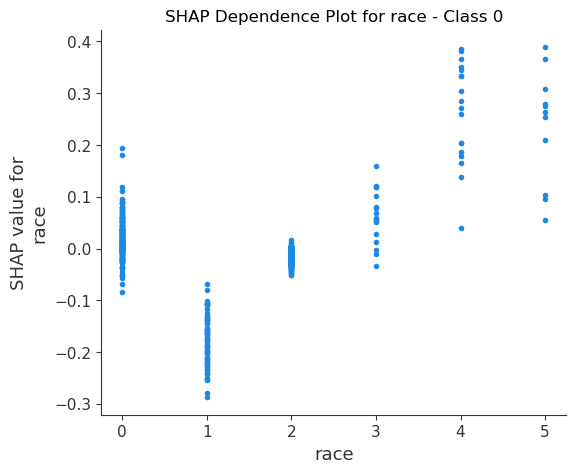 SHAP Dependence Plot for race - Class 0
SHAP value for
race
0.4
0.3
0.2
0.1
0.0
−0.1
−0.2
−0.3
0 1 2 3 4 5
race